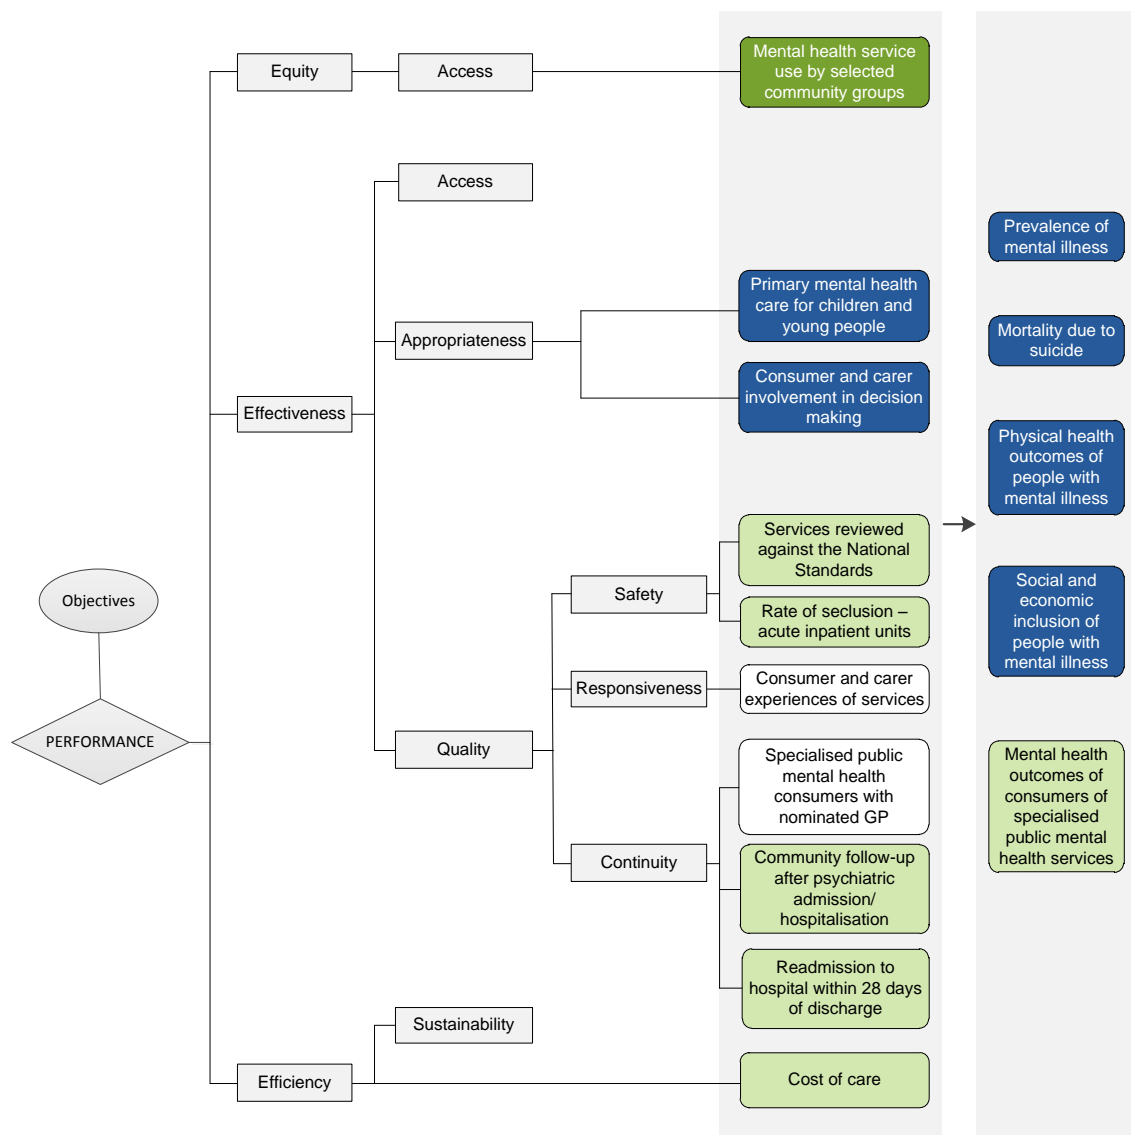 Equity
Access
Mental health service
use by selected
community groups
Access
Prevalence of
mental illness
Primary mental health
care for children and
young people
Mortality due to
suicide
Appropriateness
Consumer and carer
involvement in decision
making
Effectiveness
Physical health
outcomes of
people with
mental illness
Services reviewed
against the National
Standards
Safety
Rate of seclusion –
acute inpatient units
Objectives
Social and
economic
inclusion of
people with
mental illness
Responsiveness
Consumer and carer
experiences of services
PERFORMANCE
Quality
Specialised public
mental health
consumers with
nominated GP
Mental health
outcomes of
consumers of
specialised
public mental
health services
Continuity
Community follow-up
after psychiatric
admission/
hospitalisation
Readmission to
hospital within 28 days
of discharge
Sustainability
Efficiency
Cost of care